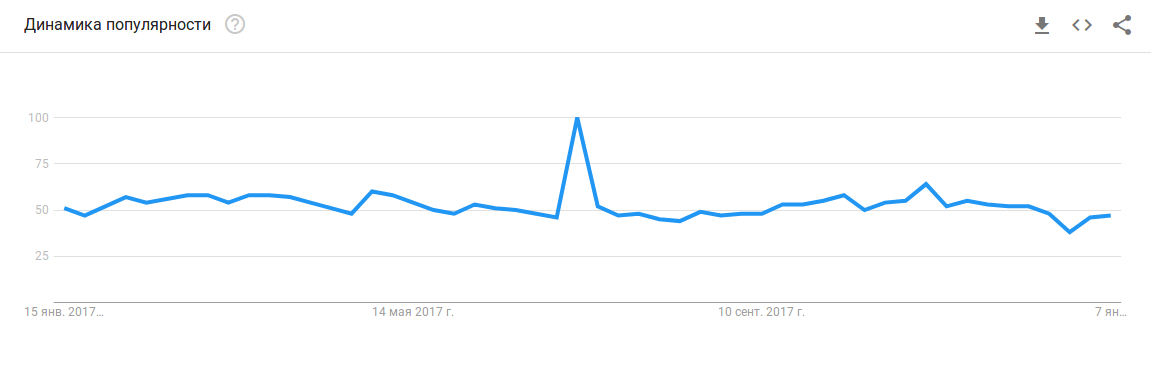 Динамика популярности ?
100
75
50
25
15 янв. 2017…
14 мая 2017 г.
10 сент. 2017 г.
7 ян…